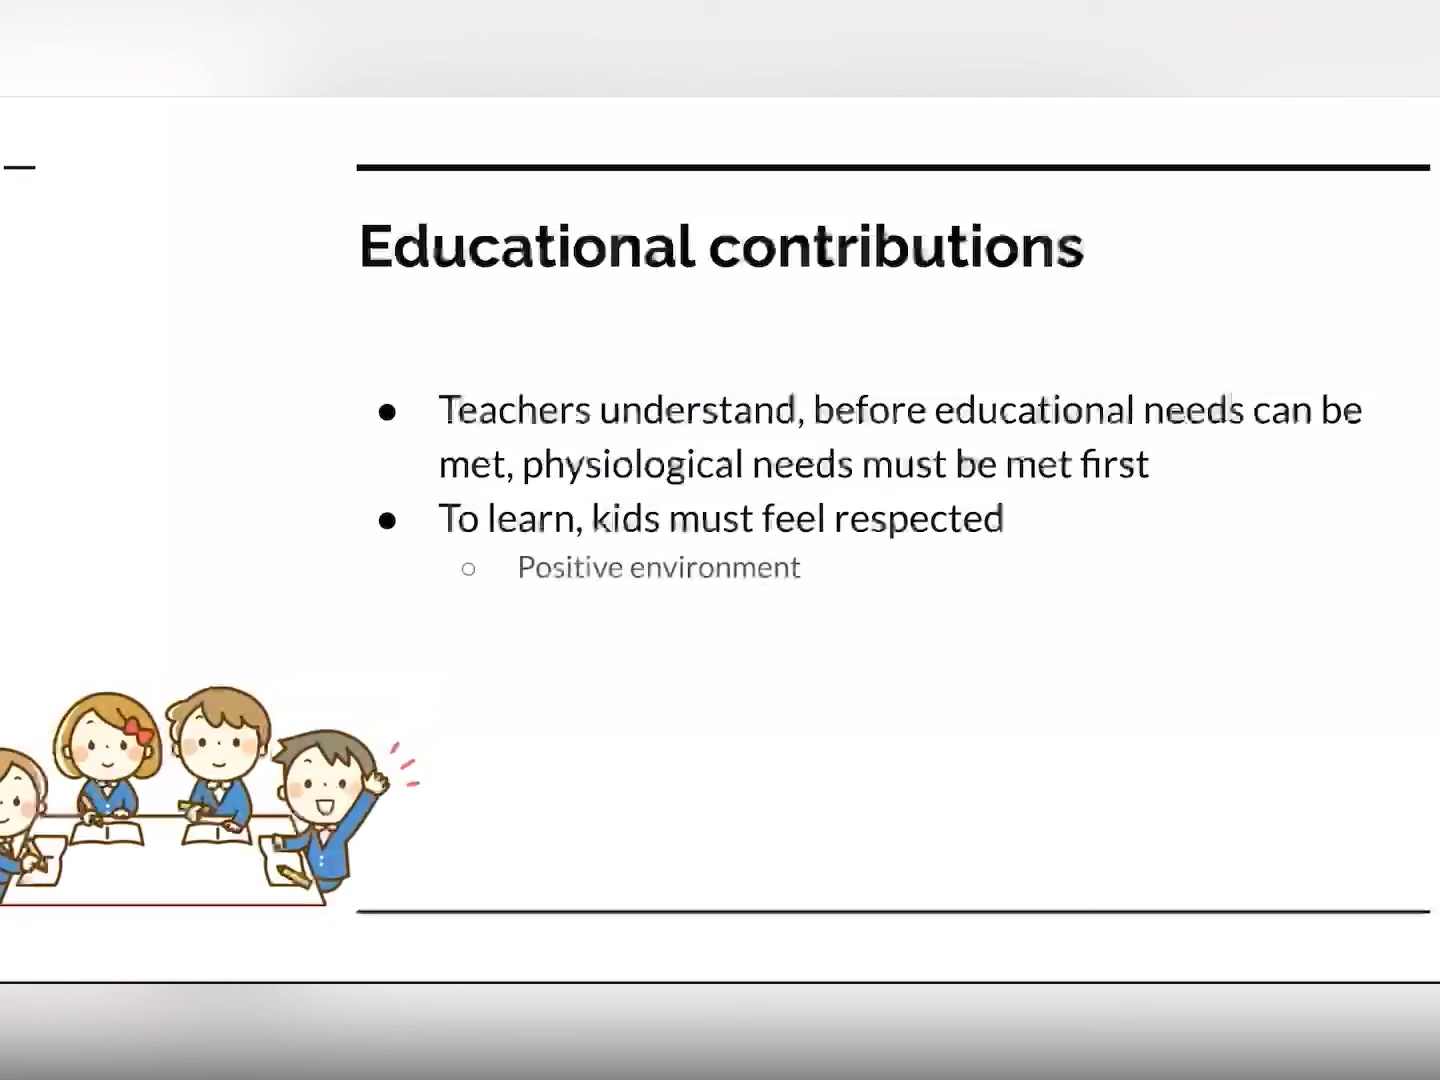 Educational contributions
● Teachers understand, before educational needs can be
met, physiological needs must be met first
● To learn, kids must feel respected
○ Positive environment